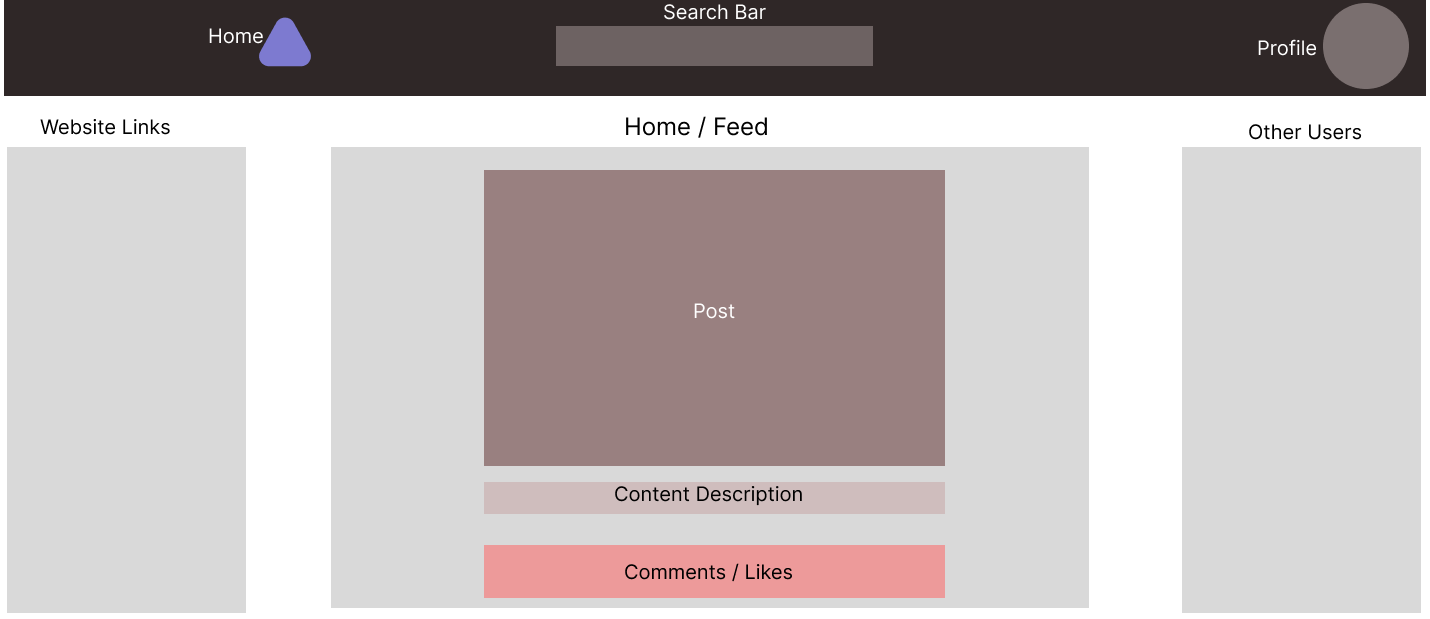 Search Bar
Home
Profile
Website Links
Home / Feed
Other Users
Post
Content Description
Comments / Likes